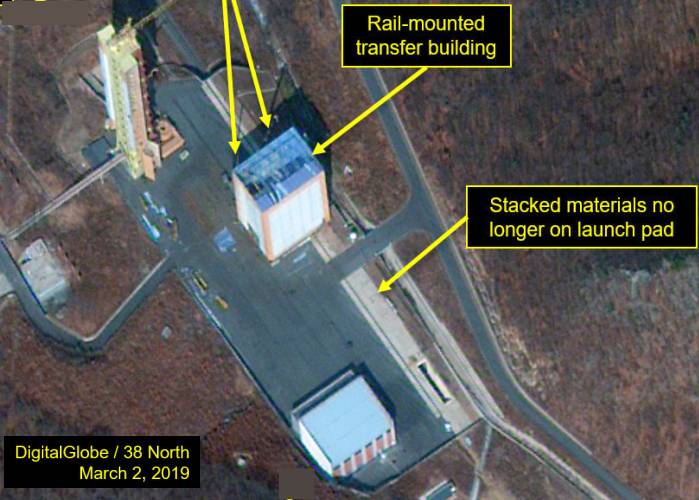 Rail-mounted
transfer building
Stacked materials no
longer on launch pad
DigitalGlobe / 38 North
March 2, 2019